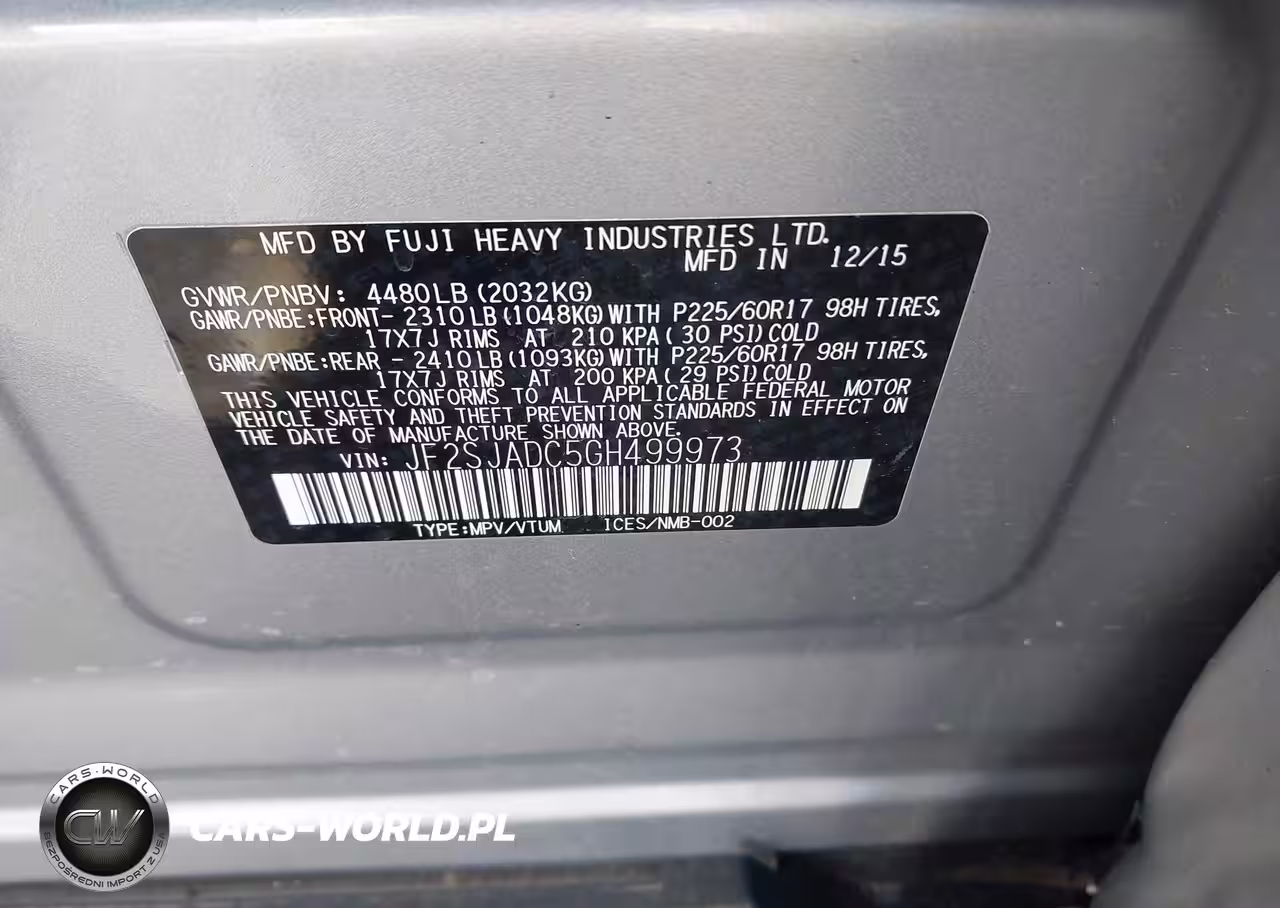 MFD BY FUJI HEAVY INDUSTRIES LTD.
MFD IN 12/15
GVWR/PNBV: 4480LB(2032KG)
GAWR/PNBE:FRONT- 2310LB(1048KG)WITH P225/60R17 98H TIRES,
17X7J RIMS AT 210 KPA(30 PSI)COLD
GAWR/PNBE:REAR - 2410LB(1093KG)WITH P225/60R17 98H TIRES,
17X7J RIMS AT 200 KPA(29 PSI)COLD
THIS VEHICLE CONFORMS TO ALL APPLICABLE FEDERAL MOTOR
VEHICLE SAFETY AND THEFT PREVENTION STANDARDS IN EFFECT ON
THE DATE OF MANUFACTURE SHOWN ABOVE.
VIN: JF2SJADC5GH499973
TYPE:MPV/VTUM ICES/NMB-002
CARS-WORLD
CW
BEZPOŚREDNI IMPORT Z USA
CARS-WORLD.PL